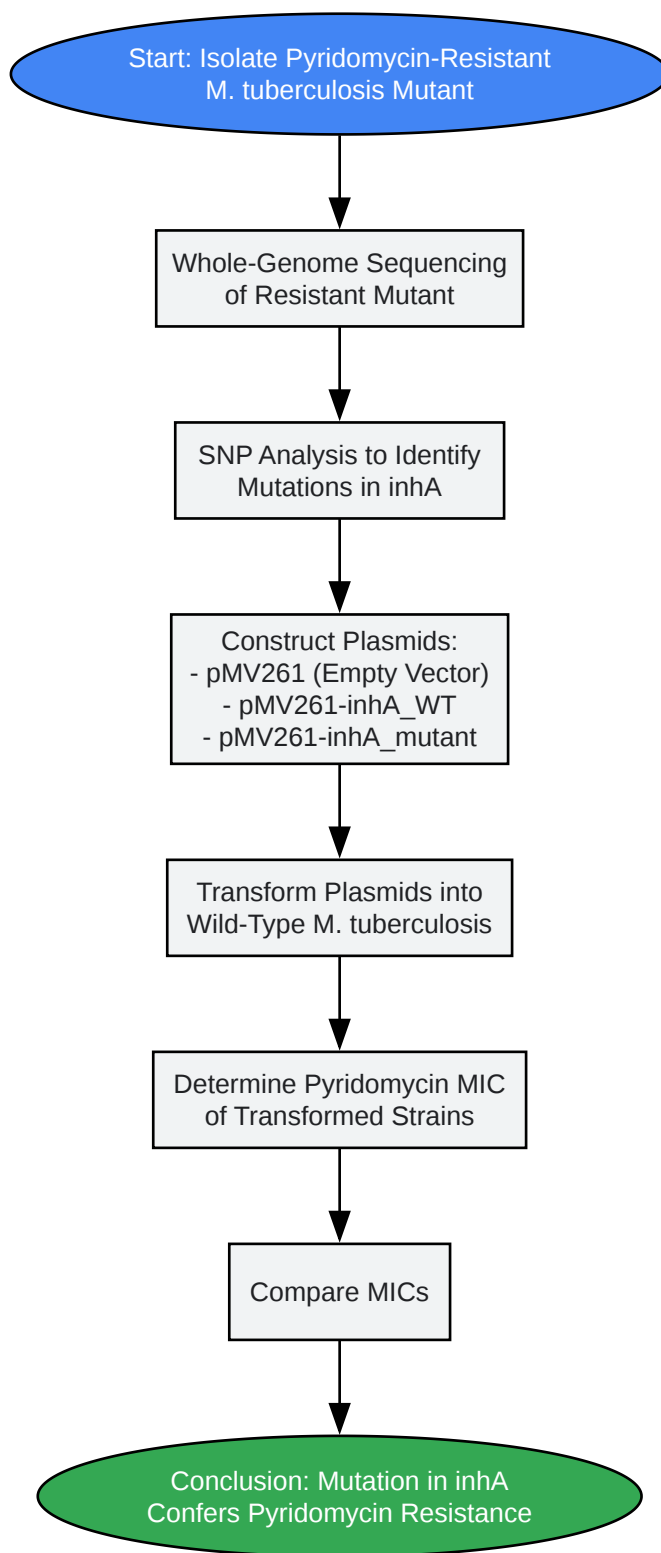 Start: Isolate Pyridomycin-Resistant
M. tuberculosis Mutant
Whole-Genome Sequencing
of Resistant Mutant
SNP Analysis to Identify
Mutations in inhA
Construct Plasmids:
- pMV261 (Empty Vector)
- pMV261-inhA_WT
- pMV261-inhA_mutant
Transform Plasmids into
Wild-Type M. tuberculosis
Determine Pyridomycin MIC
of Transformed Strains
Compare MICs
Conclusion: Mutation in inhA
Confers Pyridomycin Resistance